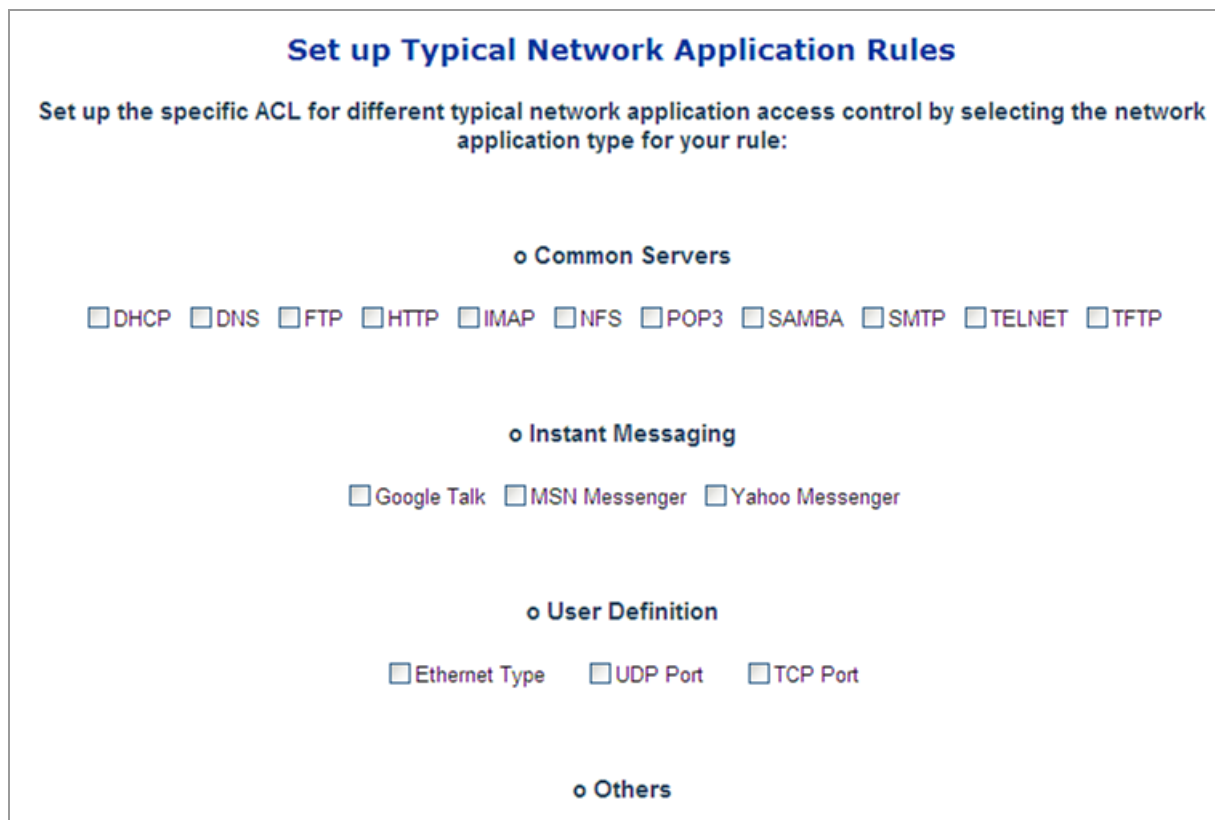 Set up Typical Network Application Rules
Set up the specific ACL for different typical network application access control by selecting the network
application type for your rule:
o Common Servers
DHCP DNS FTP HTTP IMAP NFS POP3 SAMBA SMTP TELNET TFTP
o Instant Messaging
Google Talk MSN Messenger Yahoo Messenger
o User Definition
Ethernet Type UDP Port TCP Port
o Others